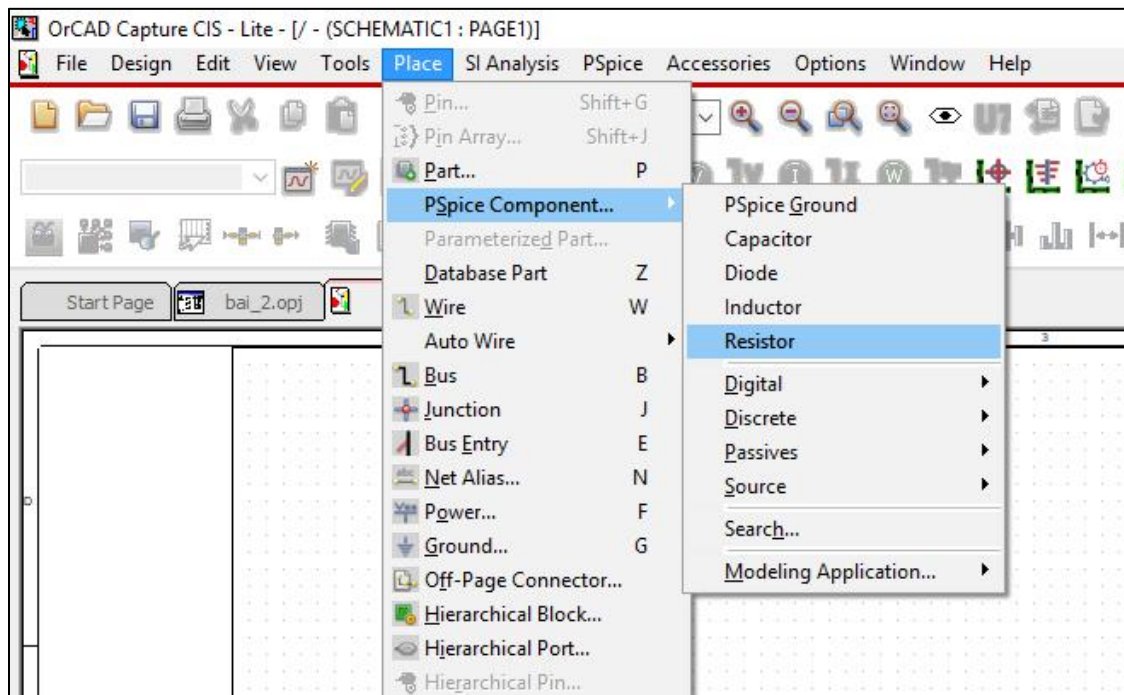 OrCAD Capture CIS - Lite - [/ - (SCHEMATIC1 : PAGE1)]
File Design Edit View Tools Place SI Analysis PSpice Accessories Options Window Help
Pin... Shift+G
Pin Array... Shift+J
Part... P
PSpice Component...
Parameterized Part...
Database Part Z
Wire W
Auto Wire
Bus B
Junction J
Bus Entry E
Net Alias... N
Power... F
Ground... G
Off-Page Connector...
Hierarchical Block...
Hierarchical Port...
Hierarchical Pin...
PSpice Ground
Capacitor
Diode
Inductor
Resistor
Digital
Discrete
Passives
Source
Search...
Modeling Application...
Start Page bai_2.opj
3
D